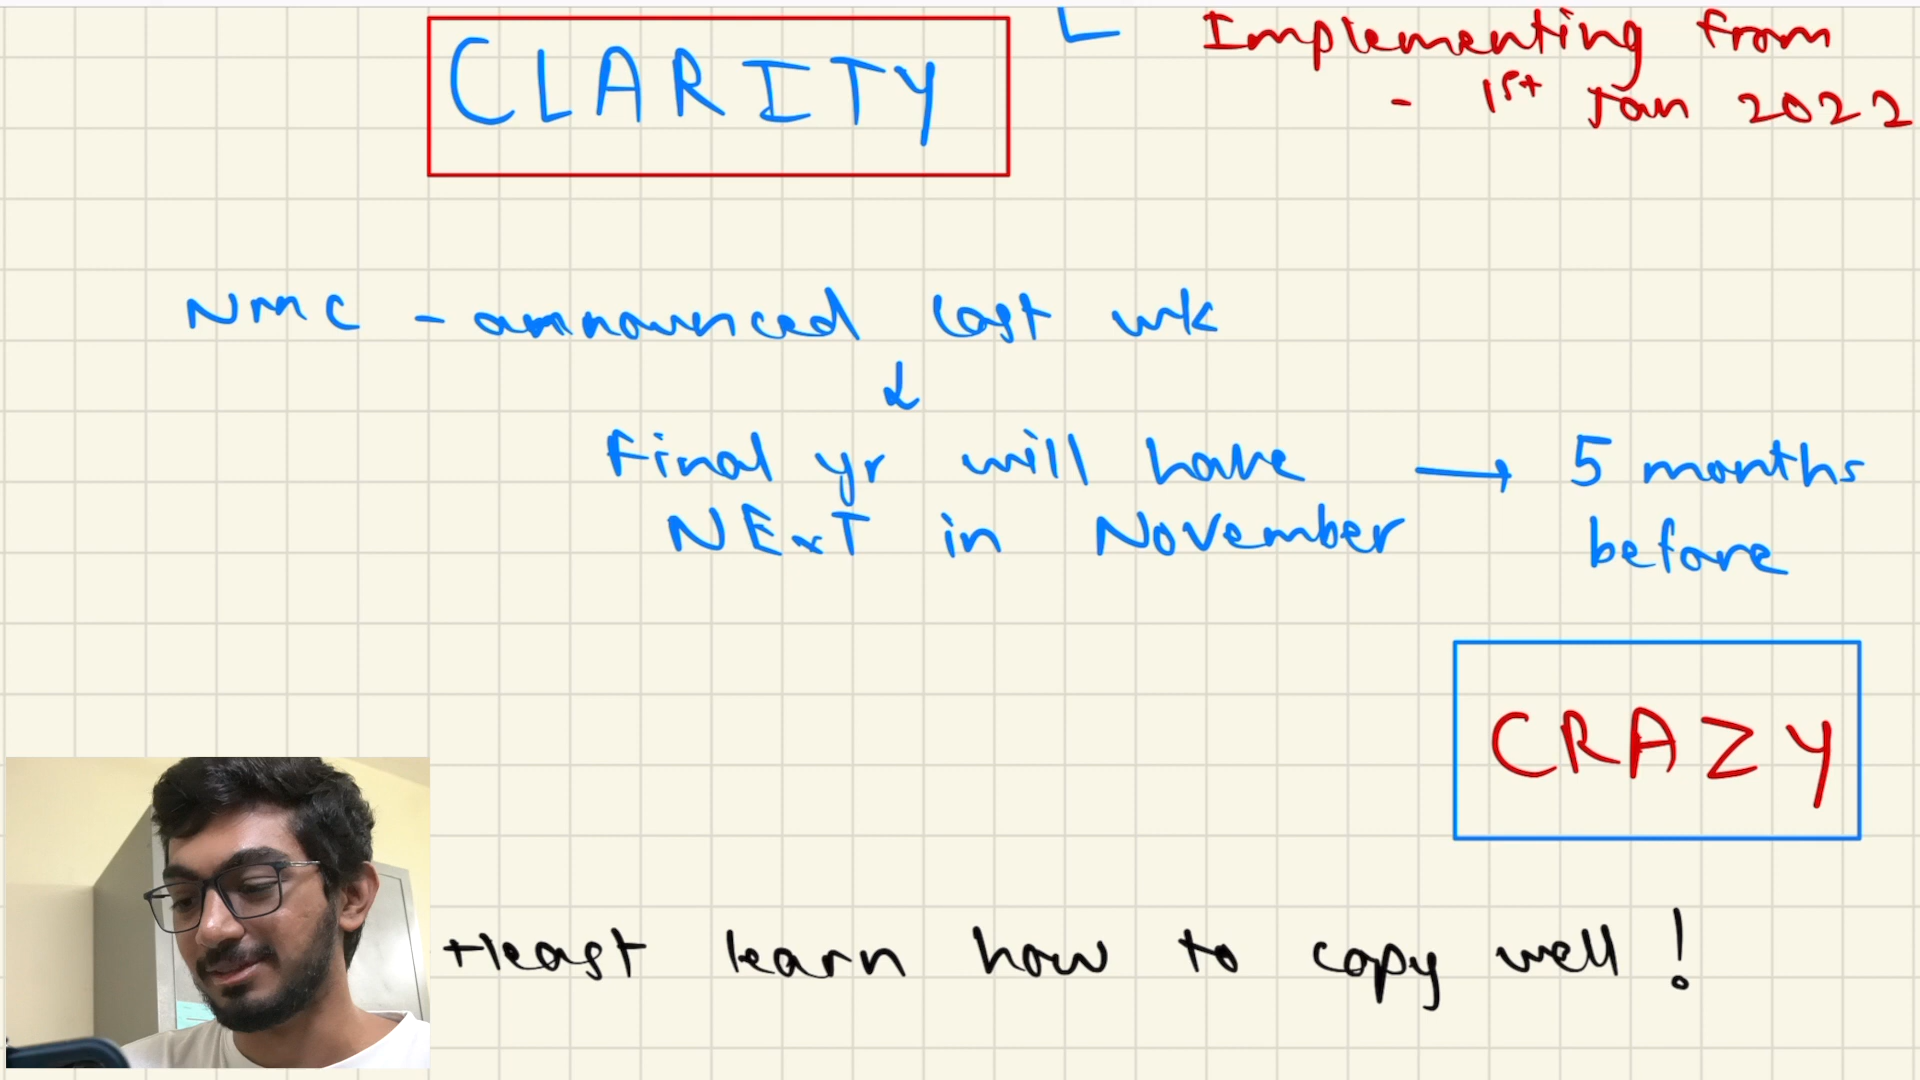 CLARITY
Implementing from
- 1st Jan 2022
NMC - announced last wk
Final yr will have → 5 months
NExT in November before
CRAZY
tleast learn how to copy well!